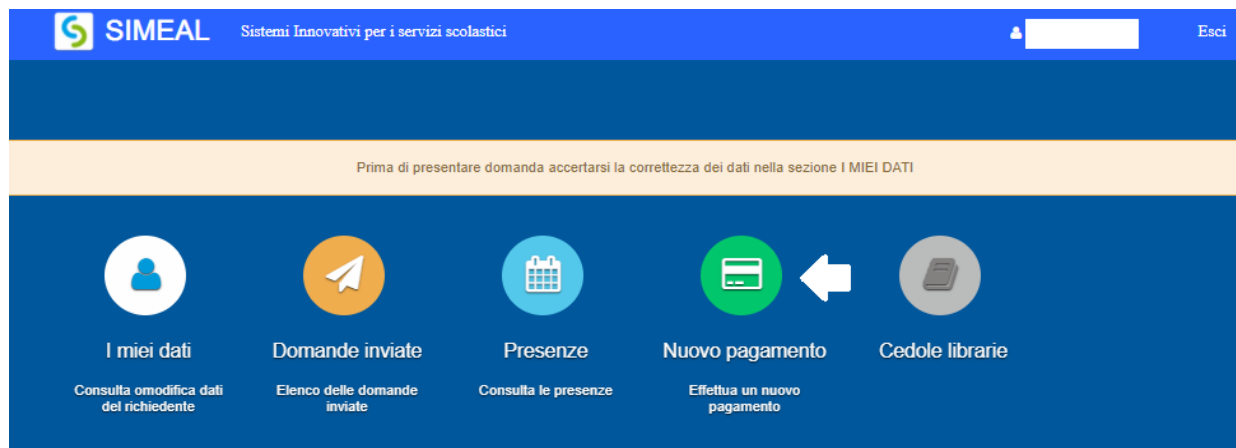 SIMEAL Sistemi Innovativi per i servizi scolastici Esci
Prima di presentare domanda accertarsi la correttezza dei dati nella sezione I MIEI DATI
I miei dati Domande inviate Presenze Nuovo pagamento Cedole librarie
Consulta omodifica dati Elenco delle domande Consulta le presenze Effettua un nuovo
del richiedente inviate pagamento